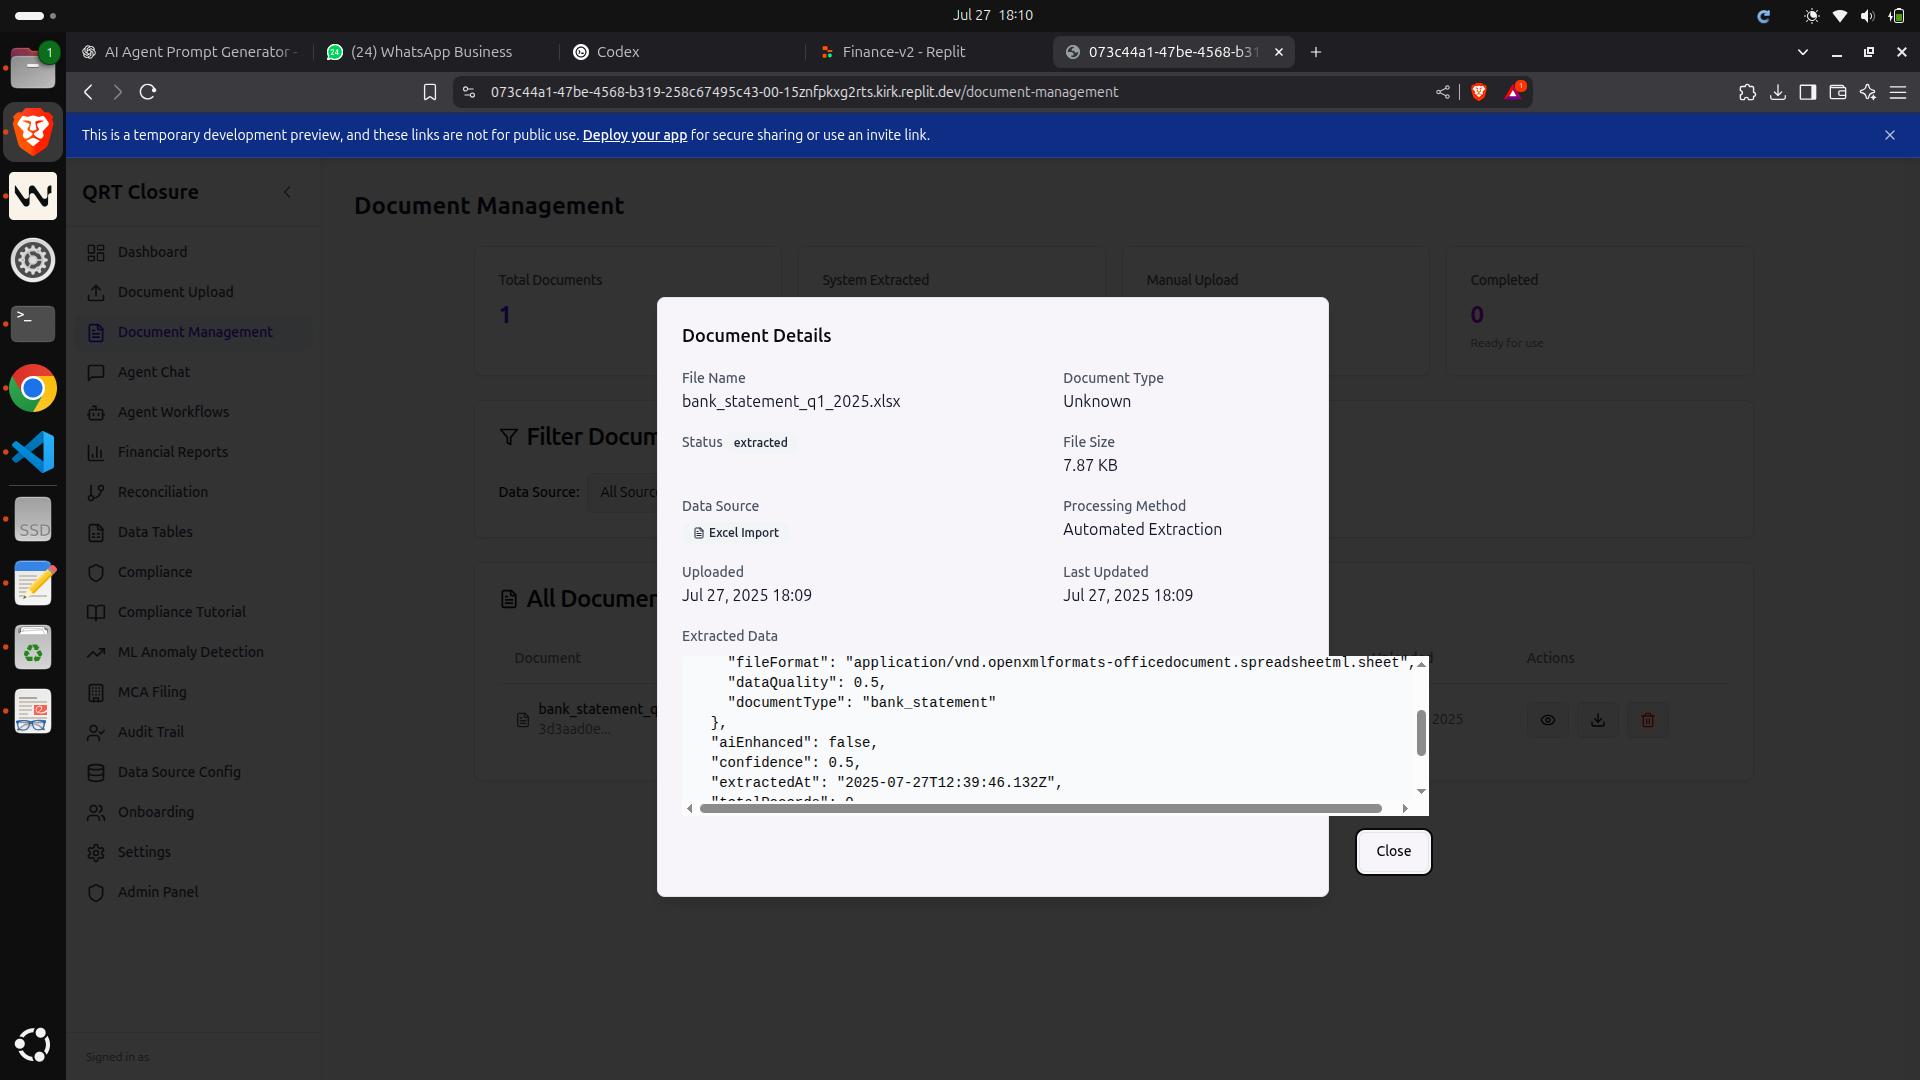 Jul 27 18:10
1
AI Agent Prompt Generator -
(24) WhatsApp Business
Codex
Finance-v2 - Replit
073c44a1-47be-4568-b31
073c44a1-47be-4568-b319-258c67495c43-00-15znfpkxg2rts.kirk.replit.dev/document-management
1
This is a temporary development preview, and these links are not for public use. Deploy your app for secure sharing or use an invite link.
QRT Closure
Dashboard
Document Upload
Document Management
Agent Chat
Agent Workflows
Financial Reports
Reconciliation
Data Tables
Compliance
Compliance Tutorial
ML Anomaly Detection
MCA Filing
Audit Trail
Data Source Config
Onboarding
Settings
Admin Panel
Signed in as
SSD
Document Management
Total Documents
1
System Extracted
Manual Upload
Completed
0
Ready for use
Filter Docum
Data Source:
All Sourc
All Documen
Document
Actions
bank_statement_q
3d3aad0e...
2025
Document Details
File Name
bank_statement_q1_2025.xlsx
Document Type
Unknown
Status
extracted
File Size
7.87 KB
Data Source
Excel Import
Processing Method
Automated Extraction
Uploaded
Jul 27, 2025 18:09
Last Updated
Jul 27, 2025 18:09
Extracted Data
"fileFormat": "application/vnd.openxmlformats-officedocument.spreadsheetml.sheet",
"dataQuality": 0.5,
"documentType": "bank_statement"
},
"aiEnhanced": false,
"confidence": 0.5,
"extractedAt": "2025-07-27T12:39:46.132Z",
Close